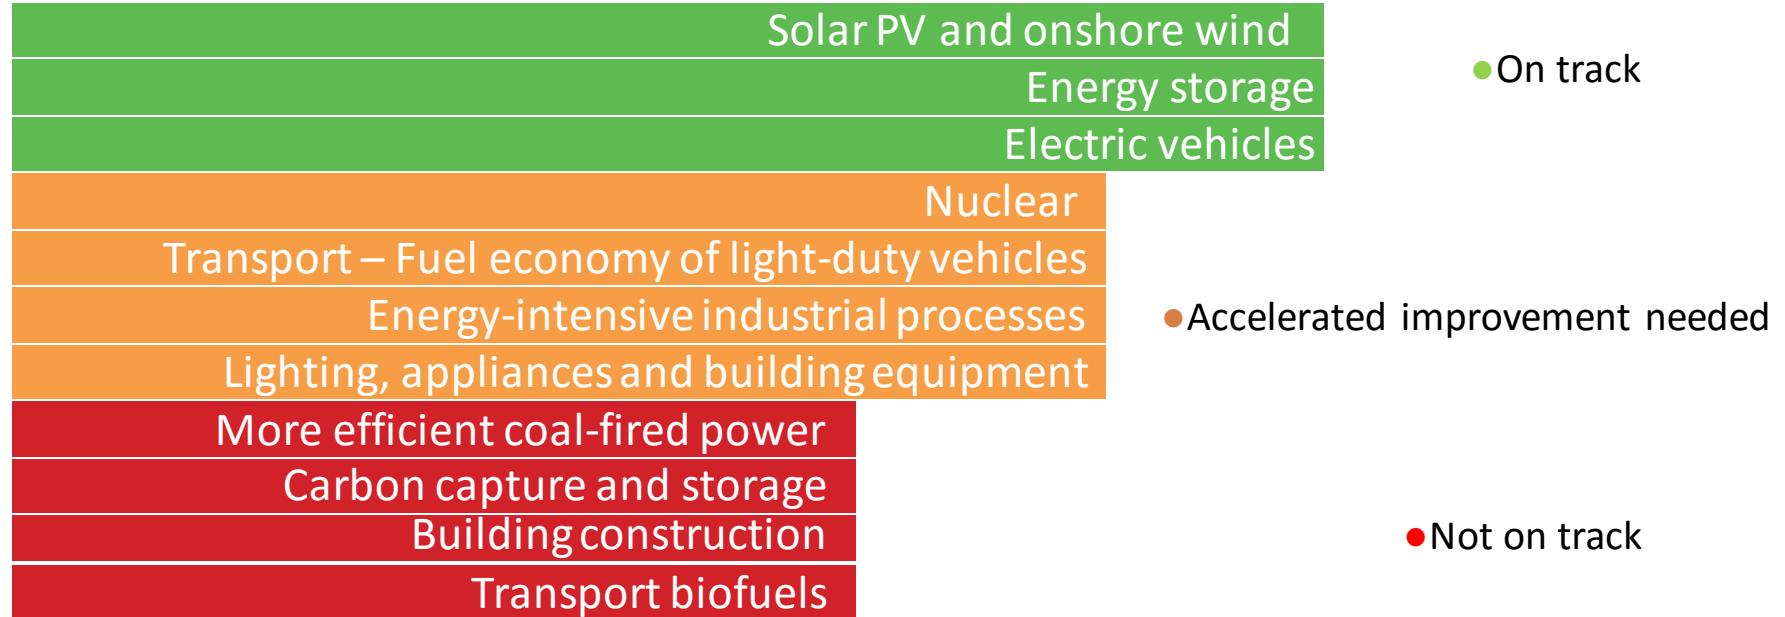 Solar PV and onshore wind
Energy storage
Electric vehicles
On track
Nuclear
Transport – Fuel economy of light-duty vehicles
Energy-intensive industrial processes
Lighting, appliances and building equipment
Accelerated improvement needed
More efficient coal-fired power
Carbon capture and storage
Building construction
Transport biofuels
Not on track